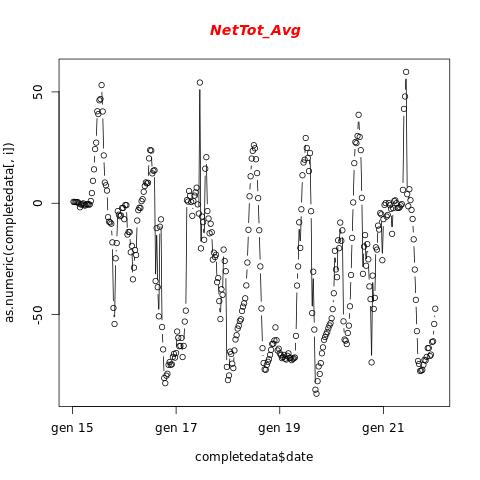 NetTot_Avg
as.numeric(completedata[, i])
50
0
-50
gen 15
gen 17
gen 19
gen 21
completedata$date